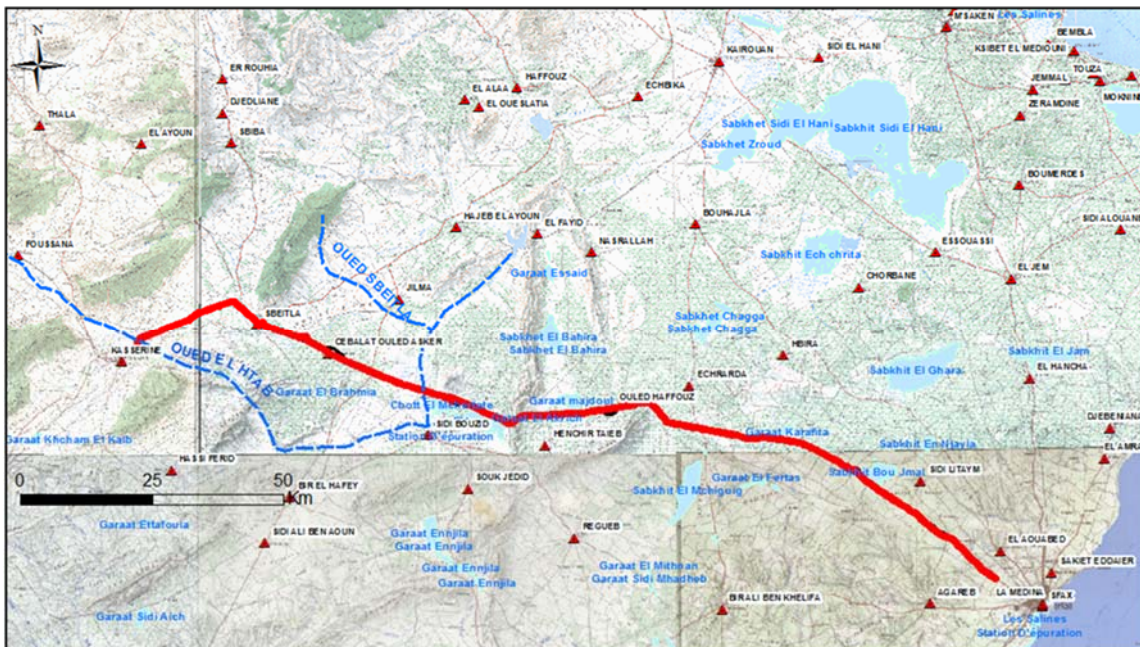 M'SAKEN
Les Salines
BEMBLA
N
KAIROUAN
SIDI EL HANI
KSIBET EL MEDIOUNI
ER ROUHIA
HAFFOUZ
EL ALAA
EL OUESLATIA
ECHBIKA
JEMMAL
TOUZA
MOKNINE
DJEDLIANE
ZERAMDINE
THALA
EL AYOUN
SBIBA
Sabkhet Sidi El Hani
Sabkhit Sidi El Hani
Sabkhet Zroud
BOUMERDES
HAJEB EL AYOUN
EL FAYID
BOUHAJLA
SIDI ALOUANE
FOUSSANA
OUED SBEITLA
NASRALLAH
Sabkhit Ech chrita
ESSOUASSI
Garaat Essaid
CHORBANE
EL JEM
JILMA
SBEITLA
Sabkhet Chagga
Sabkhet Chagga
CEBALAT OULED ASKER
Sabkhet El Bahira
Sabkhet El Bahira
HBIRA
Sabkhit El Jam
KASSERINE
OUED EL HTAB
Sabkhit El Ghara
EL HANCHA
Garaat El Brahmia
ECHRARDA
OULED HAFFOUZ
Garaat majdoul
DJEBENIANA
SIDI BOUZID
Station D'épuration
Garaat Karafita
Garaat Khcham El Kalb
HENCHIR TAIEB
Sabkhit En Njayla
EL AMRA
HASSI FERID
Sabkhit Bou Jmal
SIDI LITAYM
0
25
50
Km
BIR EL HAFEY
SOUK JEDID
Sabkhit El Mchiguig
Garaat El Fertas
Garaat Ettafoula
SIDI ALI BEN AOUN
Garaat Ennjila
Garaat Ennjila
REGUEB
EL AOUABED
Garaat Ennjila
Garaat Ennjila
Garaat El Mithnan
Garaat Sidi Mhadheb
SAKIET EDDAIER
Garaat Sidi Aich
BIR ALI BEN KHELIFA
AGAREB
LA MEDINA
SFAX
Les Salines
Station D'épuration